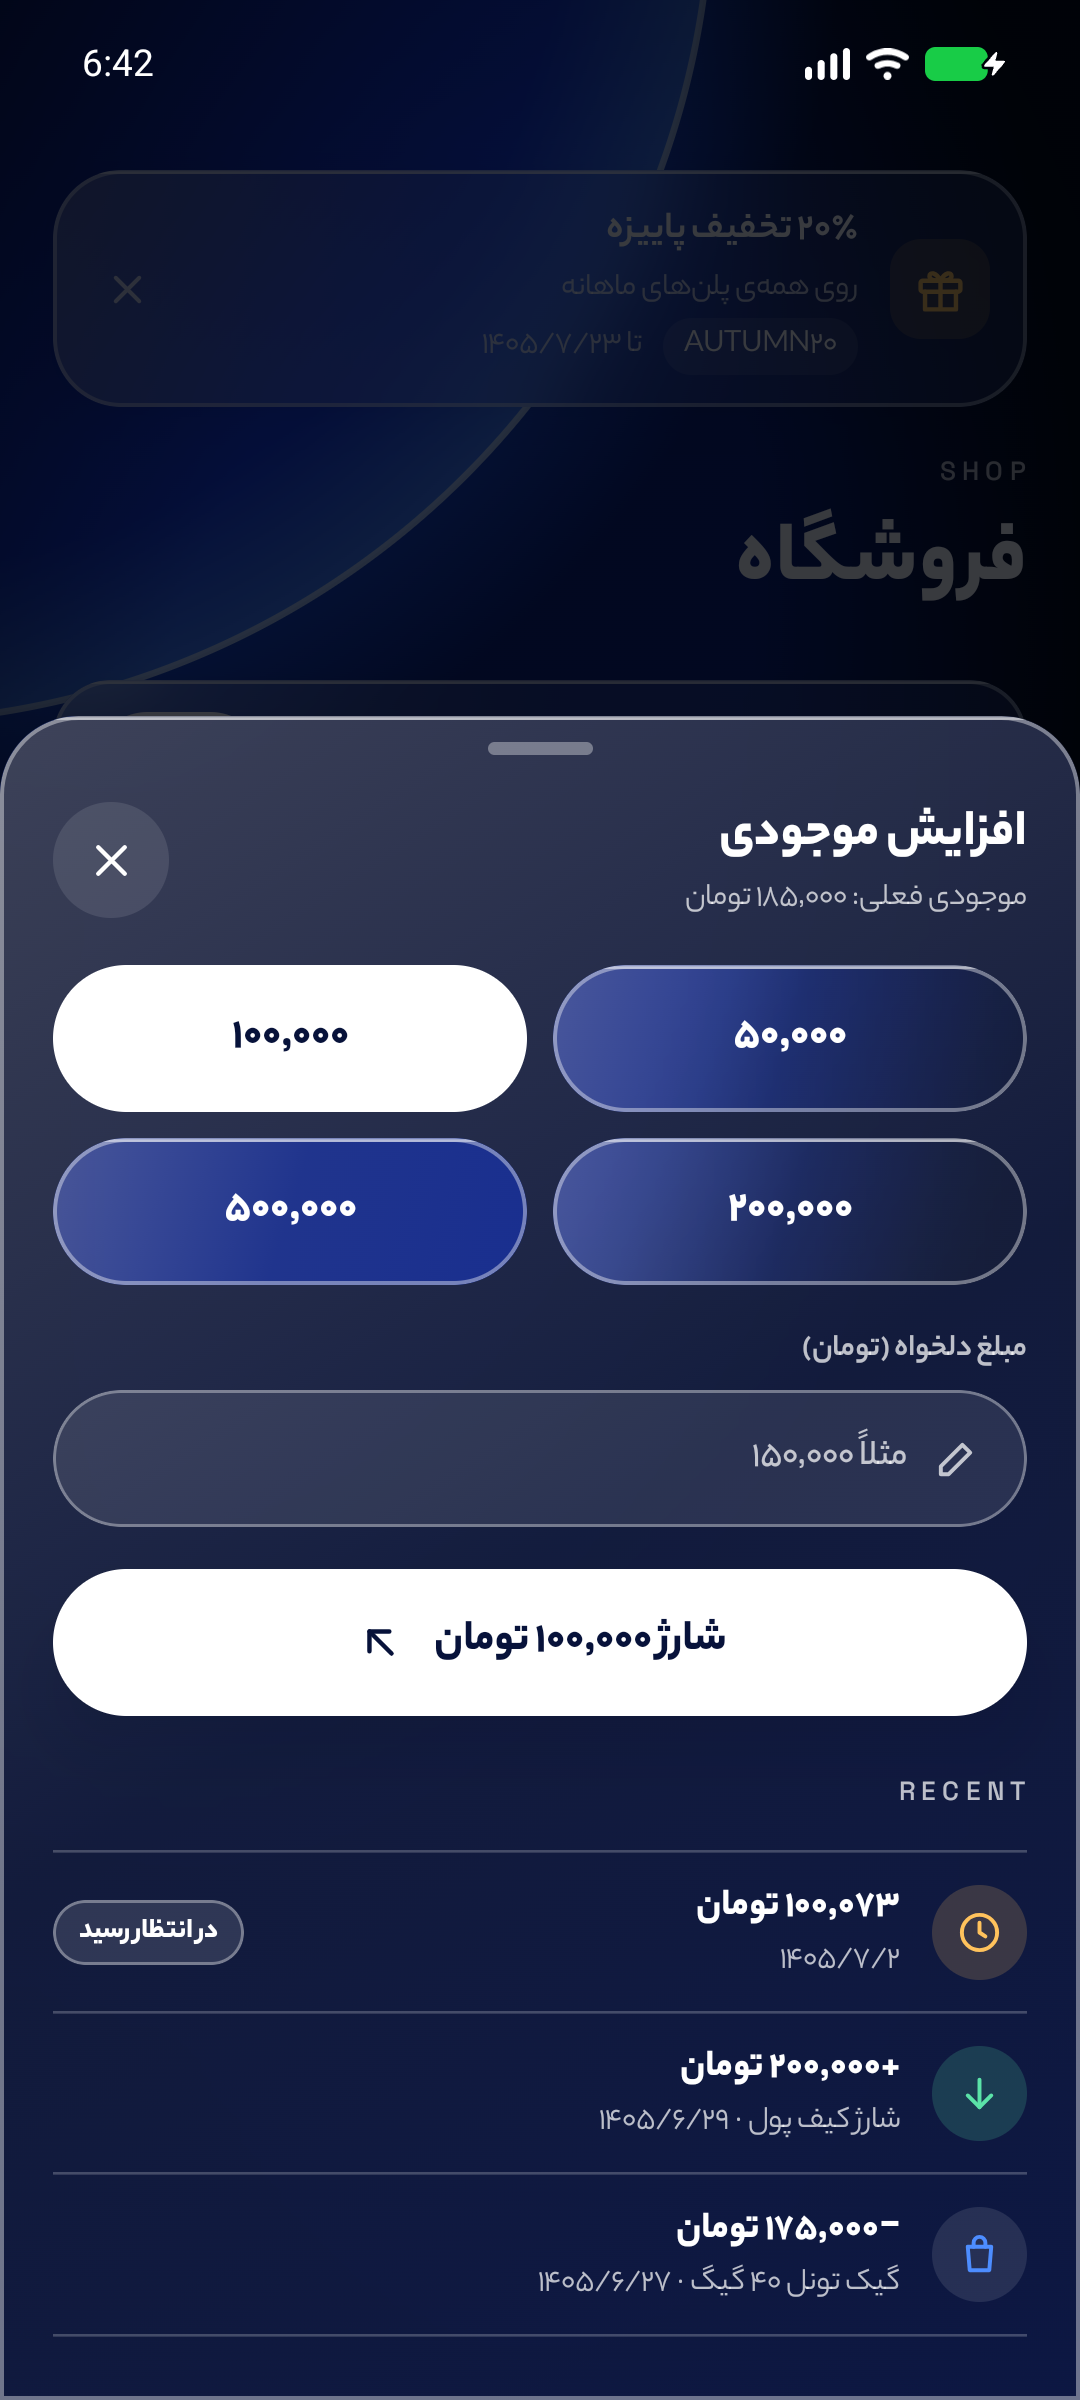 6:42
۲۰% تخفیف پاییزه
روی همه‌ی پلن‌های ماهانه
AUTUMN۲۰ تا ۱۴۰۵/۷/۲۳
SHOP
فروشگاه
افزایش موجودی
موجودی فعلی: ۱۸۵,۰۰۰ تومان
۵۰,۰۰۰
۱۰۰,۰۰۰
۲۰۰,۰۰۰
۵۰۰,۰۰۰
مبلغ دلخواه (تومان)
مثلاً ۱۵۰,۰۰۰
شارژ ۱۰۰,۰۰۰ تومان
RECENT
۱۰۰,۰۷۳ تومان
در انتظار رسید
۱۴۰۵/۷/۲
+۲۰۰,۰۰۰ تومان
شارژ کیف پول · ۱۴۰۵/۶/۲۹
−۱۷۵,۰۰۰ تومان
گیک تونل ۴۰ گیگ · ۱۴۰۵/۶/۲۷